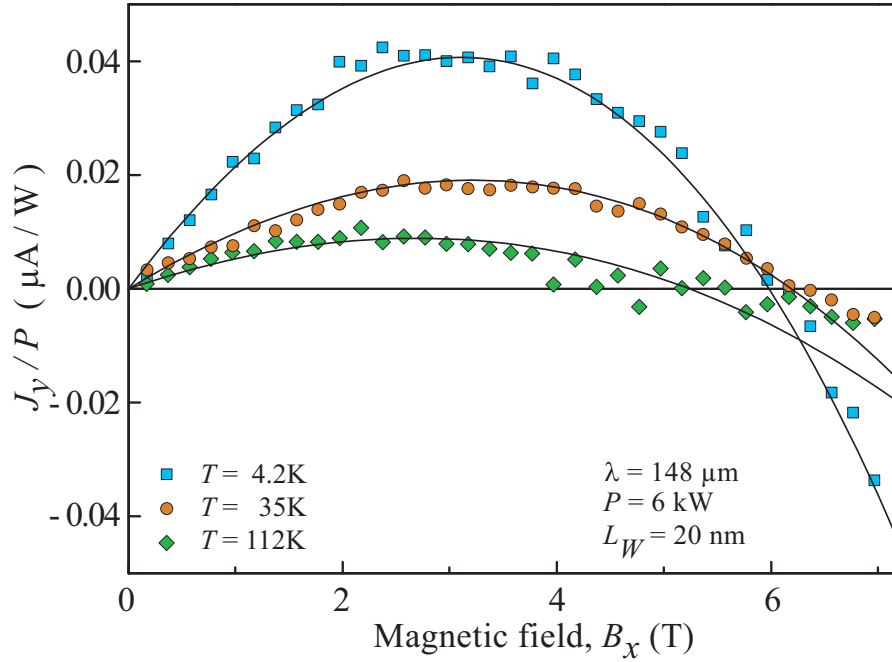 J_y / P ( µA / W )
0.04
0.02
0.00
-0.02
-0.04
T = 4.2K
T = 35K
T = 112K
λ = 148 µm
P = 6 kW
L_W = 20 nm
0 2 4 6
Magnetic field, B_x (T)